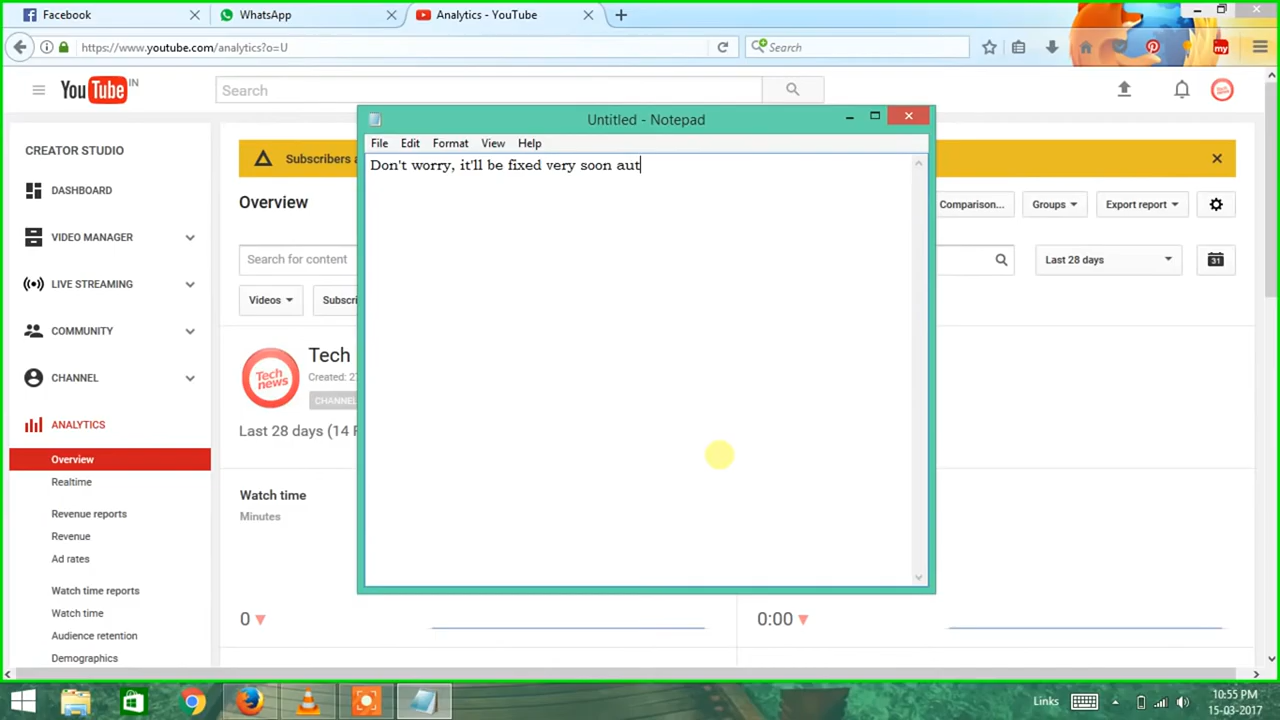 Facebook
WhatsApp
Analytics - YouTube
https://www.youtube.com/analytics?o=U
Search
my
YouTube IN
Search
Untitled - Notepad
File Edit Format View Help
Don't worry, it'll be fixed very soon aut
CREATOR STUDIO
DASHBOARD
VIDEO MANAGER
LIVE STREAMING
COMMUNITY
CHANNEL
ANALYTICS
Overview
Realtime
Revenue reports
Revenue
Ad rates
Watch time reports
Watch time
Audience retention
Demographics
Subscribers
Overview
Comparison... Groups Export report
Search for content
Last 28 days
31
Videos
Tech news
Tech
Created:
CHANNEL
Last 28 days (14
Watch time
Minutes
0
0:00
Links
10:55 PM
15-03-2017